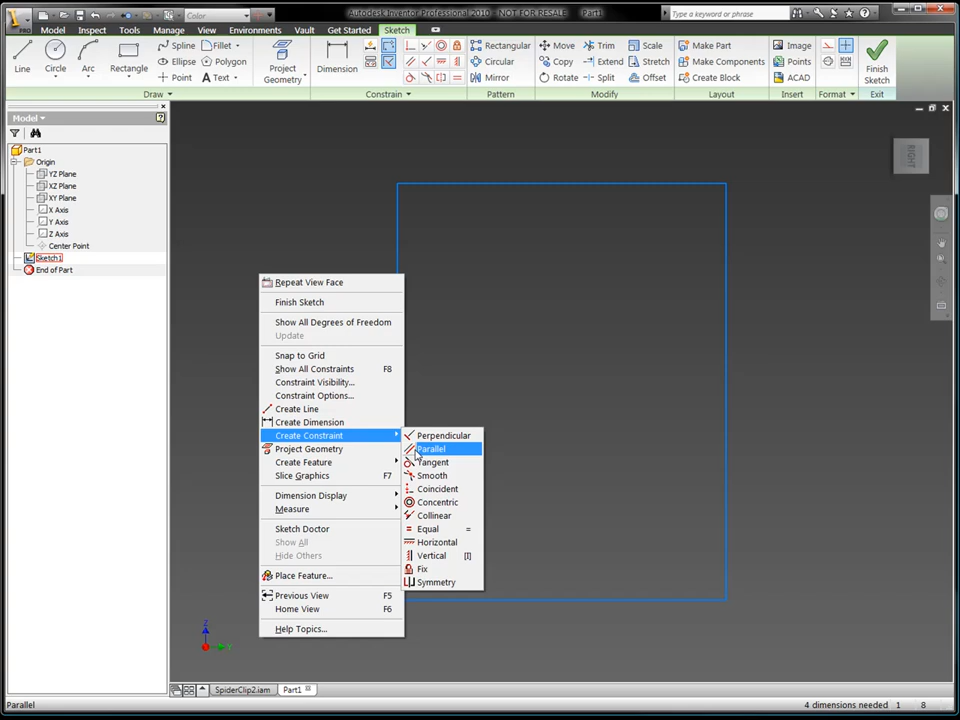 Color
Autodesk Inventor Professional 2010 - NOT FOR RESALE Part1
Type a keyword or phrase
PRO
Model Inspect Tools Manage View Environments Vault Get Started Sketch
Line
Circle
Arc
Rectangle
Spline
Ellipse
Point
Fillet
Polygon
Text
Project
Geometry
Dimension
Rectangular
Circular
Mirror
Move
Copy
Rotate
Trim
Extend
Split
Scale
Stretch
Offset
Make Part
Make Components
Create Block
Image
Points
ACAD
Finish
Sketch
Draw Constrain Pattern Modify Layout Insert Format Exit
Model
Part1
Origin
YZ Plane
XZ Plane
XY Plane
X Axis
Y Axis
Z Axis
Center Point
Sketch1
End of Part
RIGHT
Repeat View Face
Finish Sketch
Show All Degrees of Freedom
Update
Snap to Grid
Show All Constraints F8
Constraint Visibility...
Constraint Options...
Create Line
Create Dimension
Create Constraint
Project Geometry
Create Feature
Slice Graphics F7
Dimension Display
Measure
Sketch Doctor
Show All
Hide Others
Place Feature...
Previous View F5
Home View F6
Help Topics...
Perpendicular
Parallel
Tangent
Smooth
Coincident
Concentric
Collinear
Equal =
Horizontal
Vertical [I]
Fix
Symmetry
Z
Y
SpiderClip2.iam Part1
Parallel
4 dimensions needed 1 8